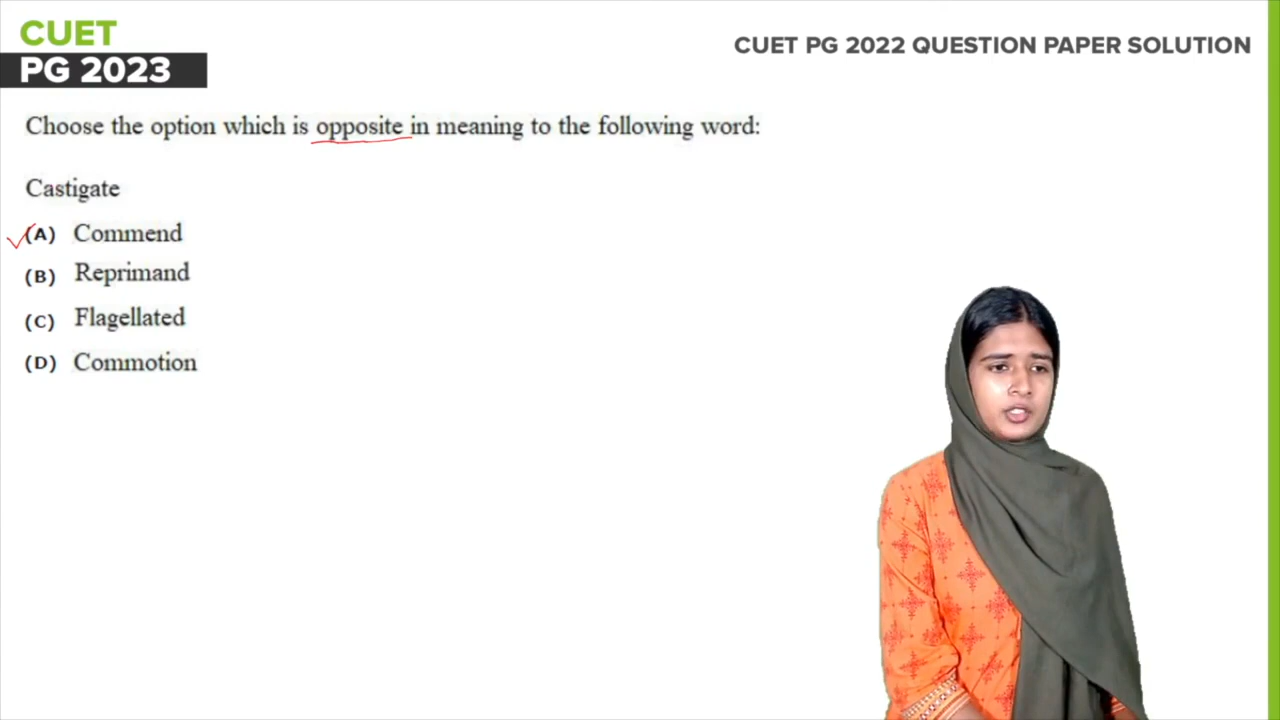 CUET
PG 2023
CUET PG 2022 QUESTION PAPER SOLUTION
Choose the option which is opposite in meaning to the following word:
Castigate
(A) Commend
(B) Reprimand
(C) Flagellated
(D) Commotion